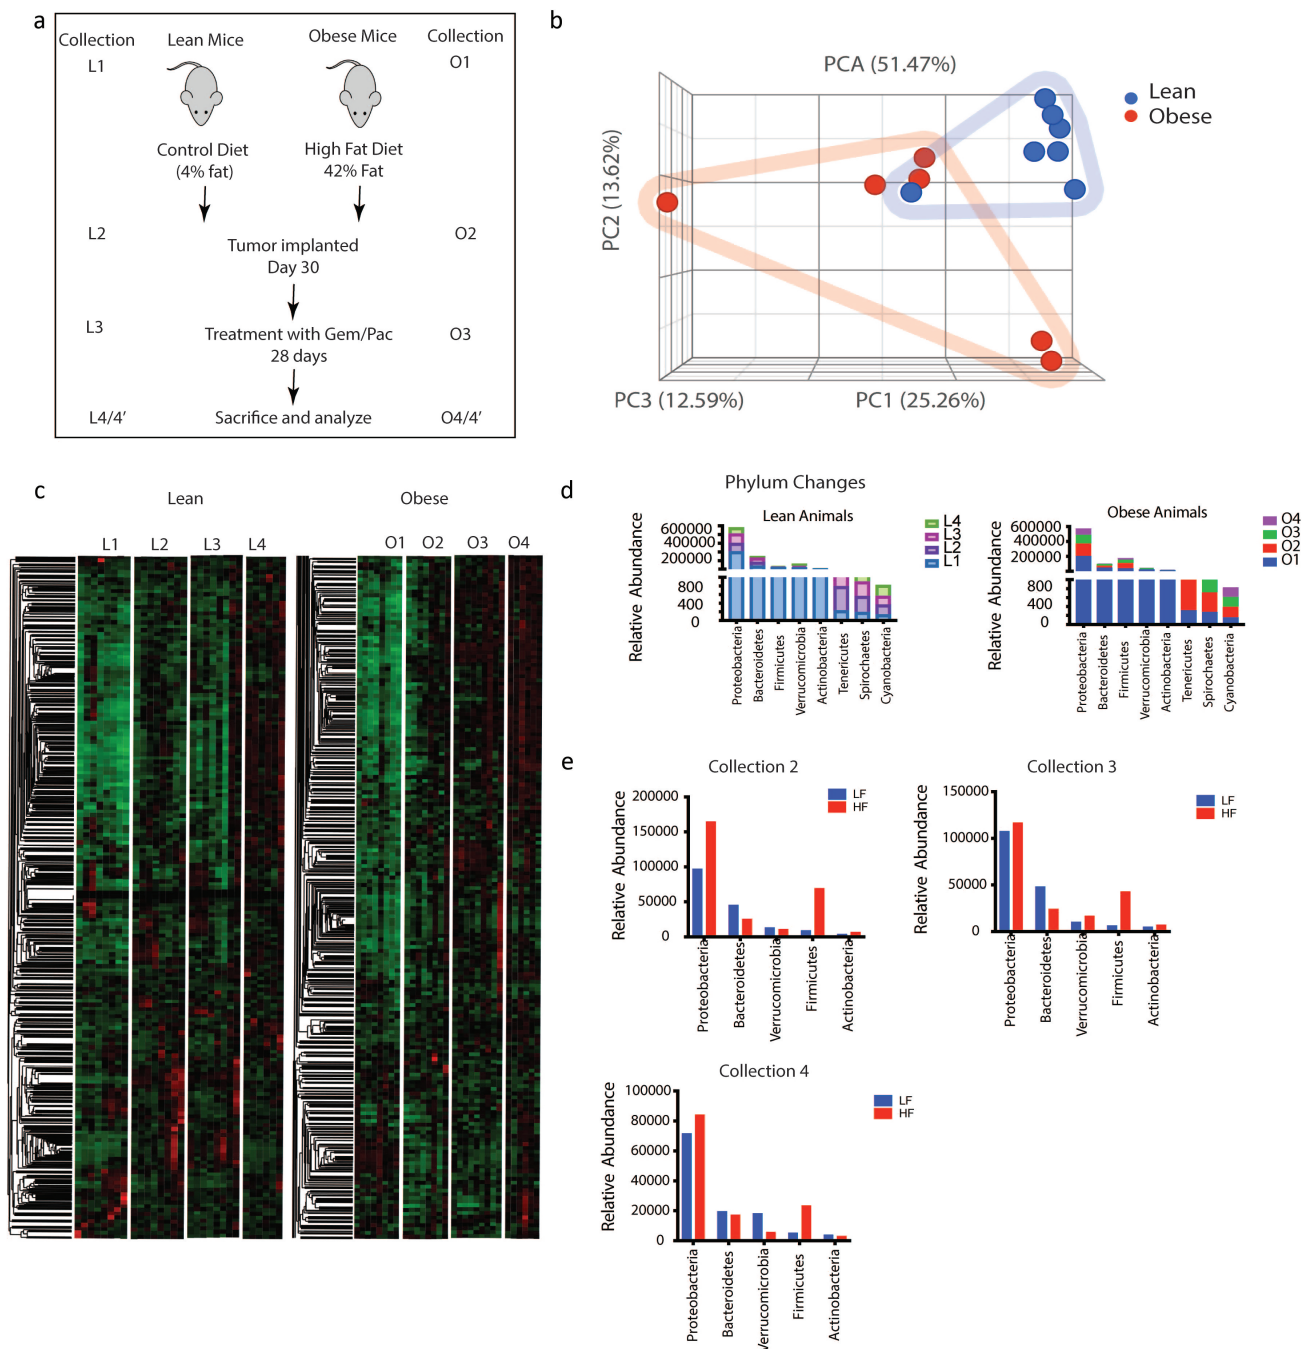 a
Collection
Lean Mice
Obese Mice
Collection
L1
O1
Control Diet
(4% fat)
High Fat Diet
42% Fat
L2
O2
Tumor implanted
Day 30
L3
O3
Treatment with Gem/Pac
28 days
L4/4′
Sacrifice and analyze
O4/4′
b
PCA (51.47%)
Lean
Obese
PC2 (13.62%)
PC3 (12.59%)
PC1 (25.26%)
c
Lean
Obese
L1
L2
L3
L4
O1
O2
O3
O4
d
Phylum Changes
Lean Animals
Relative Abundance
600000
400000
200000
800
400
0
L4
L3
L2
L1
Proteobacteria
Bacteroidetes
Firmicutes
Verrucomicrobia
Actinobacteria
Tenericutes
Spirochaetes
Cyanobacteria
Obese Animals
Relative Abundance
600000
400000
200000
800
400
0
O4
O3
O2
O1
Proteobacteria
Bacteroidetes
Firmicutes
Verrucomicrobia
Actinobacteria
Tenericutes
Spirochaetes
Cyanobacteria
e
Collection 2
Relative Abundance
200000
150000
100000
50000
0
LF
HF
Proteobacteria
Bacteroidetes
Verrucomicrobia
Firmicutes
Actinobacteria
Collection 3
Relative Abundance
150000
100000
50000
0
LF
HF
Proteobacteria
Bacteroidetes
Verrucomicrobia
Firmicutes
Actinobacteria
Collection 4
Relative Abundance
100000
80000
60000
40000
20000
0
LF
HF
Proteobacteria
Bacteroidetes
Verrucomicrobia
Firmicutes
Actinobacteria